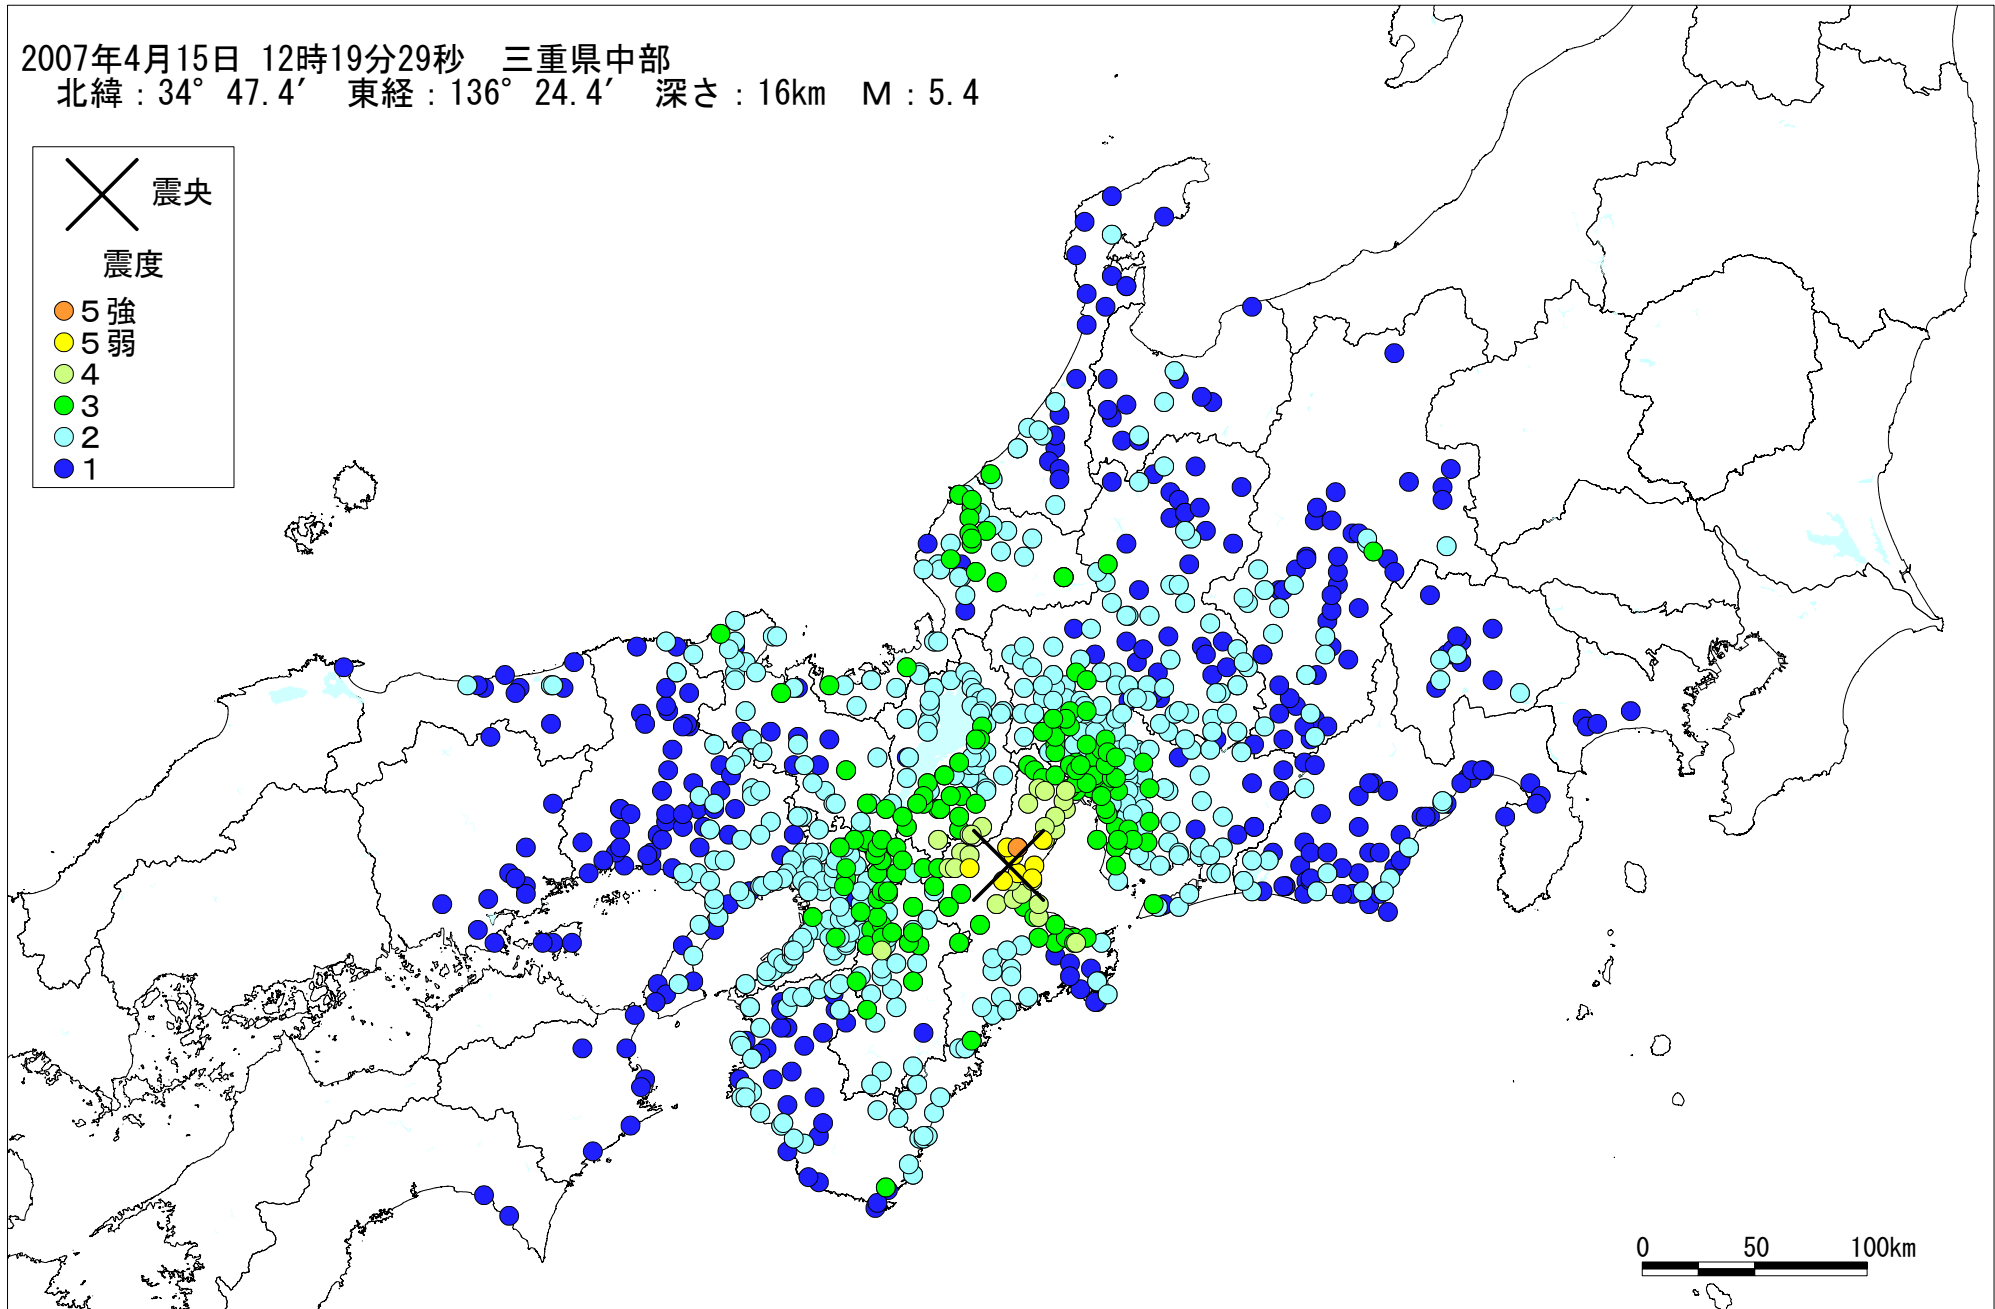 2007年4月15日 12時19分29秒 三重県中部
北緯:34° 47.4′ 東経:136° 24.4′ 深さ:16km M:5.4
震央
震度
5強
5弱
4
3
2
1
0 50 100km